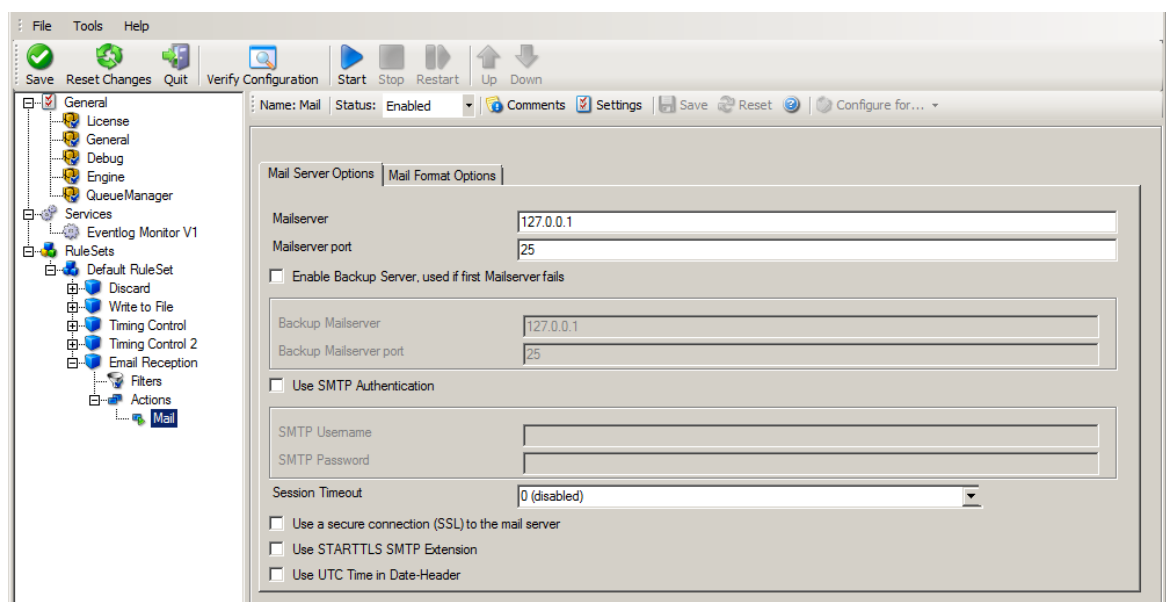 File Tools Help
Save Reset Changes Quit Verify Configuration Start Stop Restart Up Down
General
License
General
Debug
Engine
QueueManager
Services
Eventlog Monitor V1
RuleSets
Default RuleSet
Discard
Write to File
Timing Control
Timing Control 2
Email Reception
Filters
Actions
Mail
Name: Mail Status: Enabled Comments Settings Save Reset Configure for...
Mail Server Options Mail Format Options
Mailserver 127.0.0.1
Mailserver port 25
Enable Backup Server, used if first Mailserver fails
Backup Mailserver 127.0.0.1
Backup Mailserver port 25
Use SMTP Authentication
SMTP Username
SMTP Password
Session Timeout 0 (disabled)
Use a secure connection (SSL) to the mail server
Use STARTTLS SMTP Extension
Use UTC Time in Date-Header